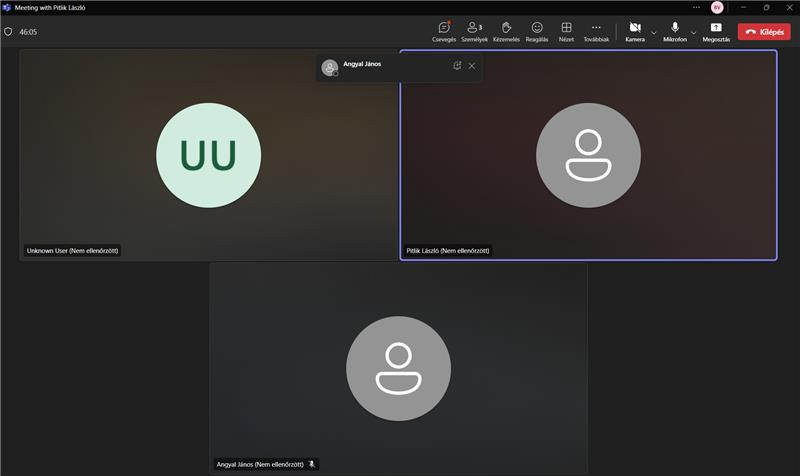 Meeting with Pitlik László
BV
46:05
Csevegés
Személyek 3
Kézemelés
Reagálás
Nézet
Továbbiak
Kamera
Mikrofon
Megosztás
Kilépés
Angyal János
UU
Unknown User (Nem ellenőrzött)
Pitlik László (Nem ellenőrzött)
Angyal János (Nem ellenőrzött)